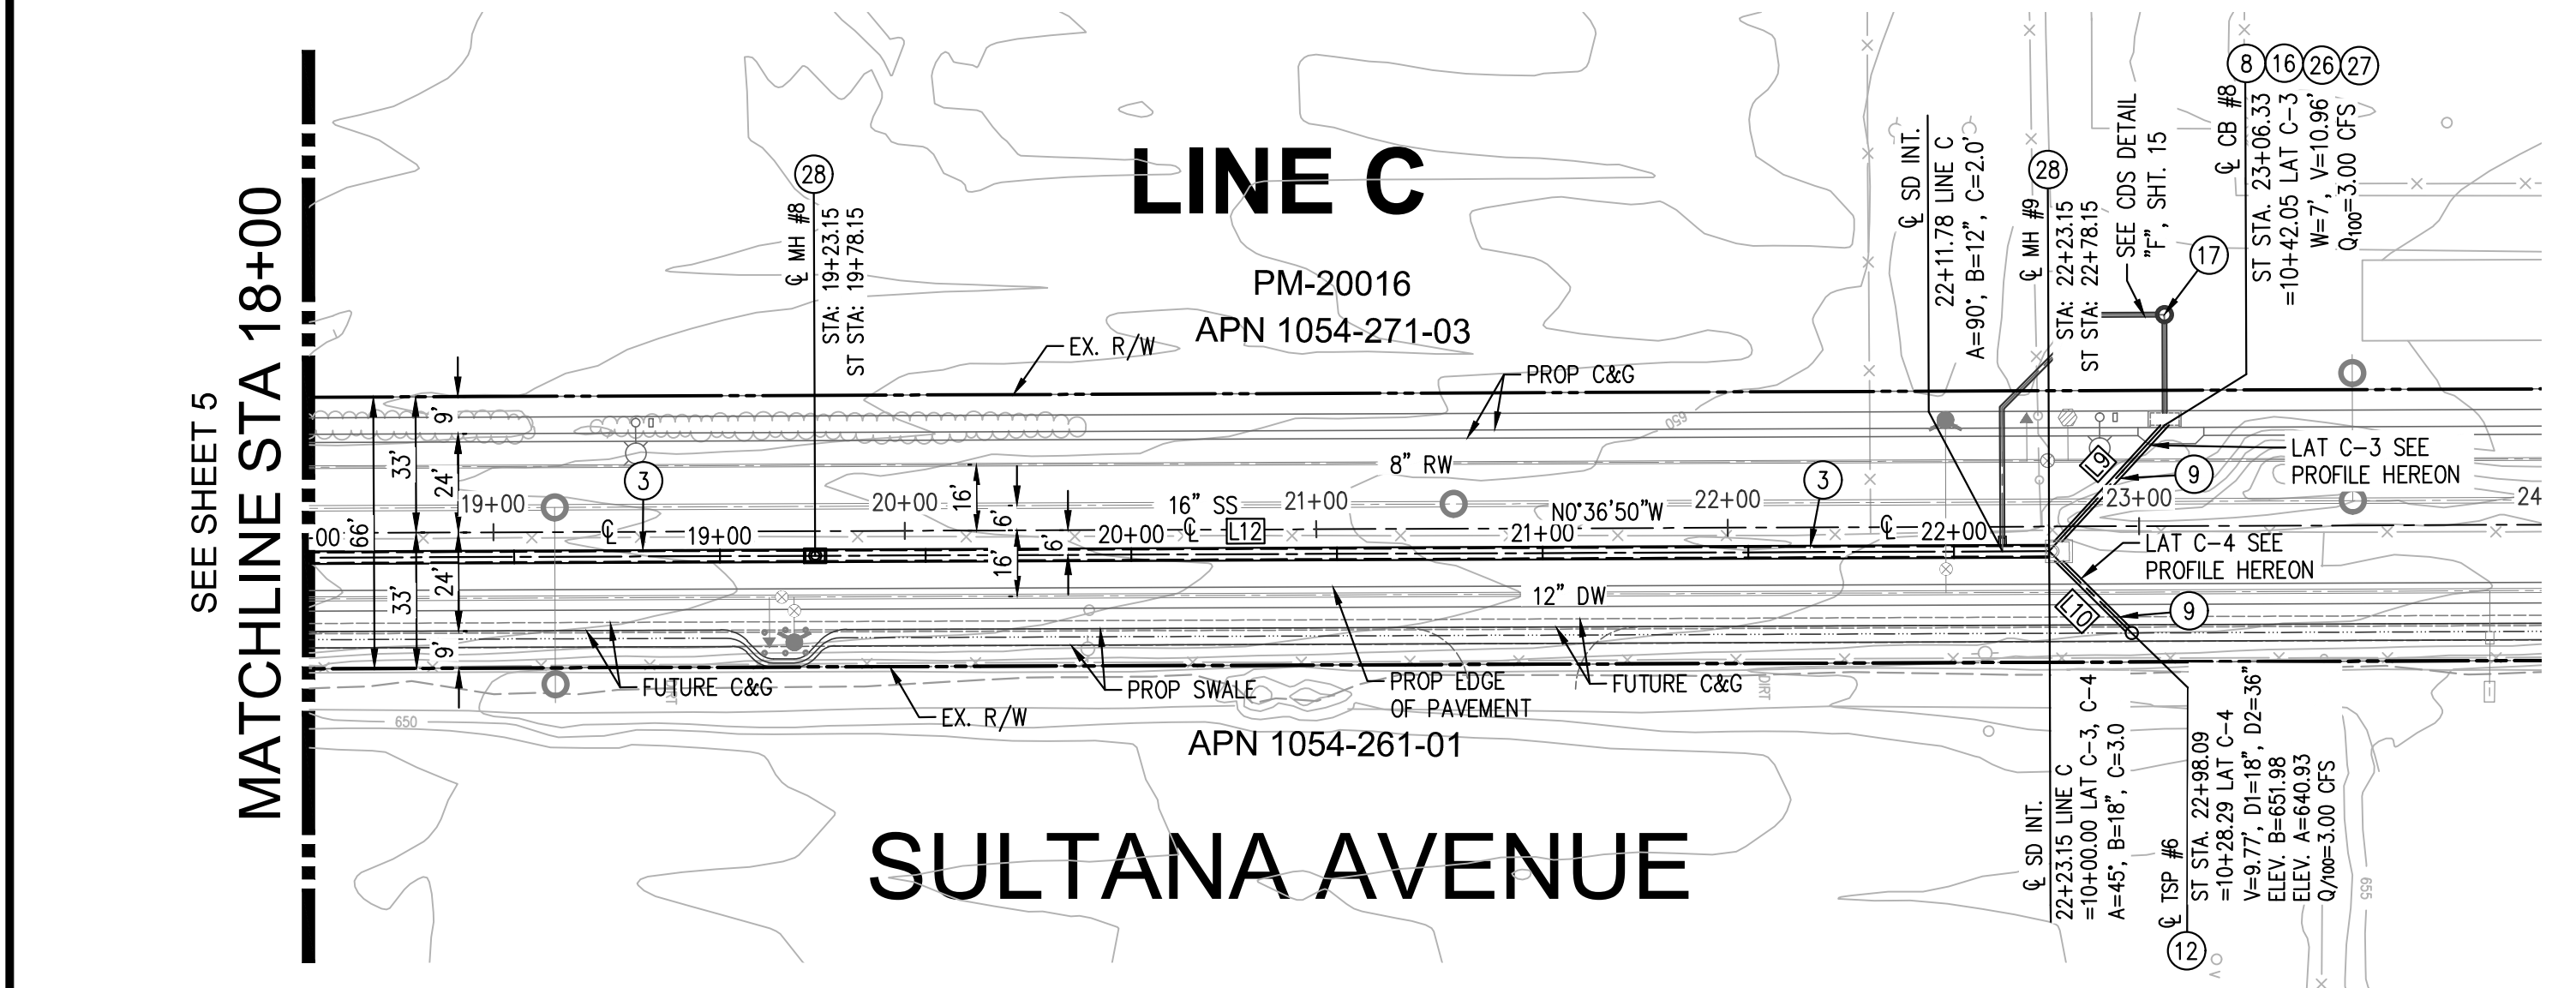 SEE SHEET 5
MATCHLINE STA 18+00
LINE C
PM-20016
APN 1054-271-03
28
℄ MH #8
STA: 19+23.15
ST STA: 19+78.15
EX. R/W
PROP C&G
℄ SD INT.
22+11.78 LINE C
A=90°, B=12", C=2.0'
28
℄ MH #9
STA: 22+23.15
ST STA: 22+78.15
SEE CDS DETAIL
"F", SHT. 15
17
8 16 26 27
℄ CB #8
ST STA. 23+06.33
=10+42.05 LAT C-3
W=7', V=10.96'
Q100=3.00 CFS
650
9'
33'
24'
66'
33'
24'
9'
3
16'
6'
16'
6'
8" RW
16" SS
L12
N0°36'50"W
3
19+00
20+00
21+00
22+00
23+00
24
00
℄
19+00
20+00
℄
21+00
℄
22+00
L9
9
LAT C-3 SEE
PROFILE HEREON
LAT C-4 SEE
PROFILE HEREON
L10
9
12" DW
FUTURE C&G
EX. R/W
PROP SWALE
PROP EDGE
OF PAVEMENT
FUTURE C&G
DIRT
650
APN 1054-261-01
SULTANA AVENUE
℄ SD INT.
22+23.15 LINE C
=10+00.00 LAT C-3, C-4
A=45°, B=18", C=3.0
℄ TSP #6
ST STA. 22+98.09
=10+28.29 LAT C-4
V=9.77', D1=18", D2=36"
ELEV. B=651.98
ELEV. A=640.93
Q/100=3.00 CFS
12
655